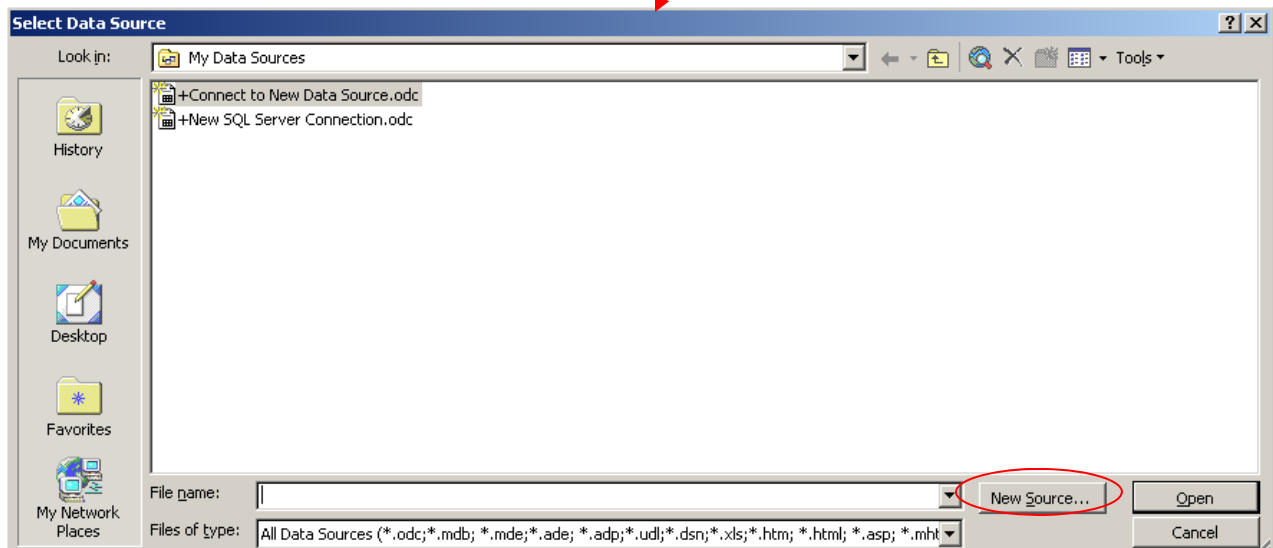 Select Data Source
Look in: My Data Sources Tools
+Connect to New Data Source.odc
+New SQL Server Connection.odc
History
My Documents
Desktop
Favorites
My Network
Places
File name: New Source... Open
Files of type: All Data Sources (*.odc;*.mdb; *.mde;*.ade; *.adp;*.udl;*.dsn;*.xls;*.htm; *.html; *.asp; *.mht Cancel